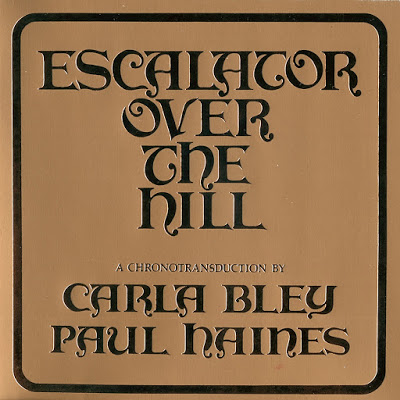 ESCALATOR
OVER
THE
HILL
A CHRONOTRANSDUCTION BY
CARLA BLEY
PAUL HAINES